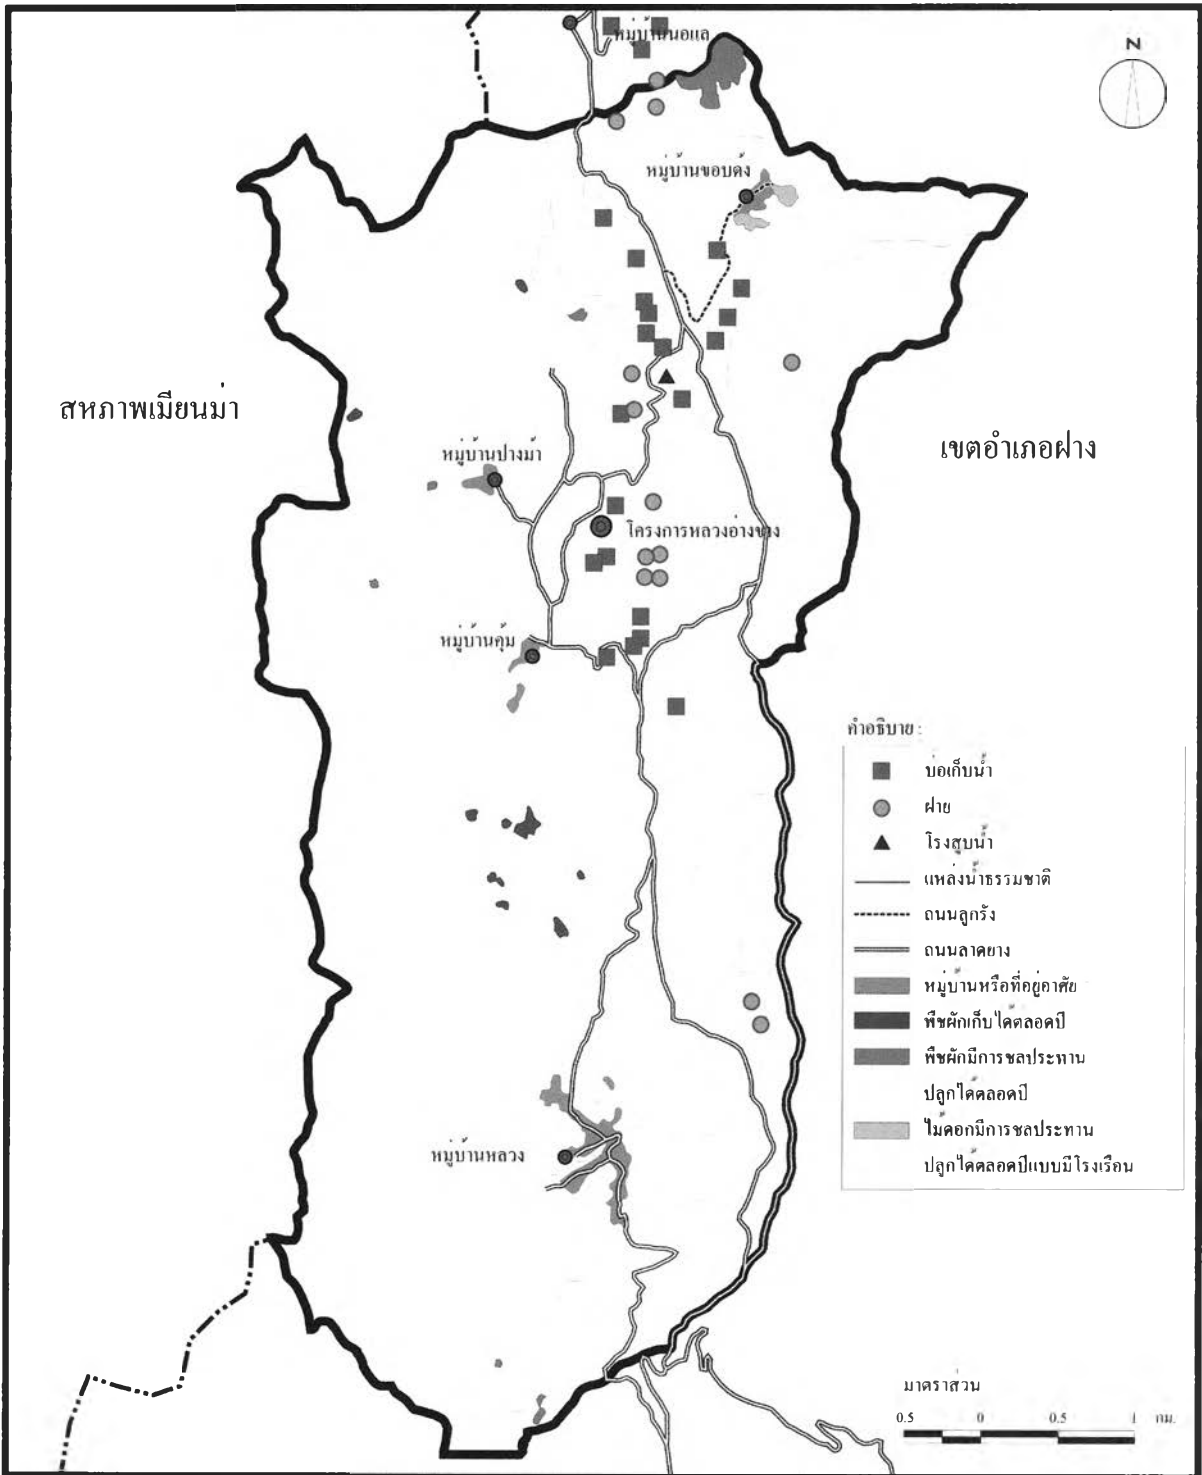 หมู่บ้านนอแล
N
หมู่บ้านขอบด้ง
สหภาพเมียนม่า
เขตอำเภอฝาง
หมู่บ้านปางม้า
โครงการหลวงอ่างขาง
หมู่บ้านคุ้ม
คำอธิบาย :
บ่อเก็บน้ำ
ฝาย
โรงสูบน้ำ
แหล่งน้ำธรรมชาติ
ถนนลูกรัง
ถนนลาดยาง
หมู่บ้านหรือที่อยู่อาศัย
พืชผักเก็บได้ตลอดปี
พืชผักมีการชลประทาน
ปลูกได้ตลอดปี
ไม้ดอกมีการชลประทาน
ปลูกได้ตลอดปีแบบมีโรงเรือน
หมู่บ้านหลวง
มาตราส่วน
0.5 0 0.5 1 กม.